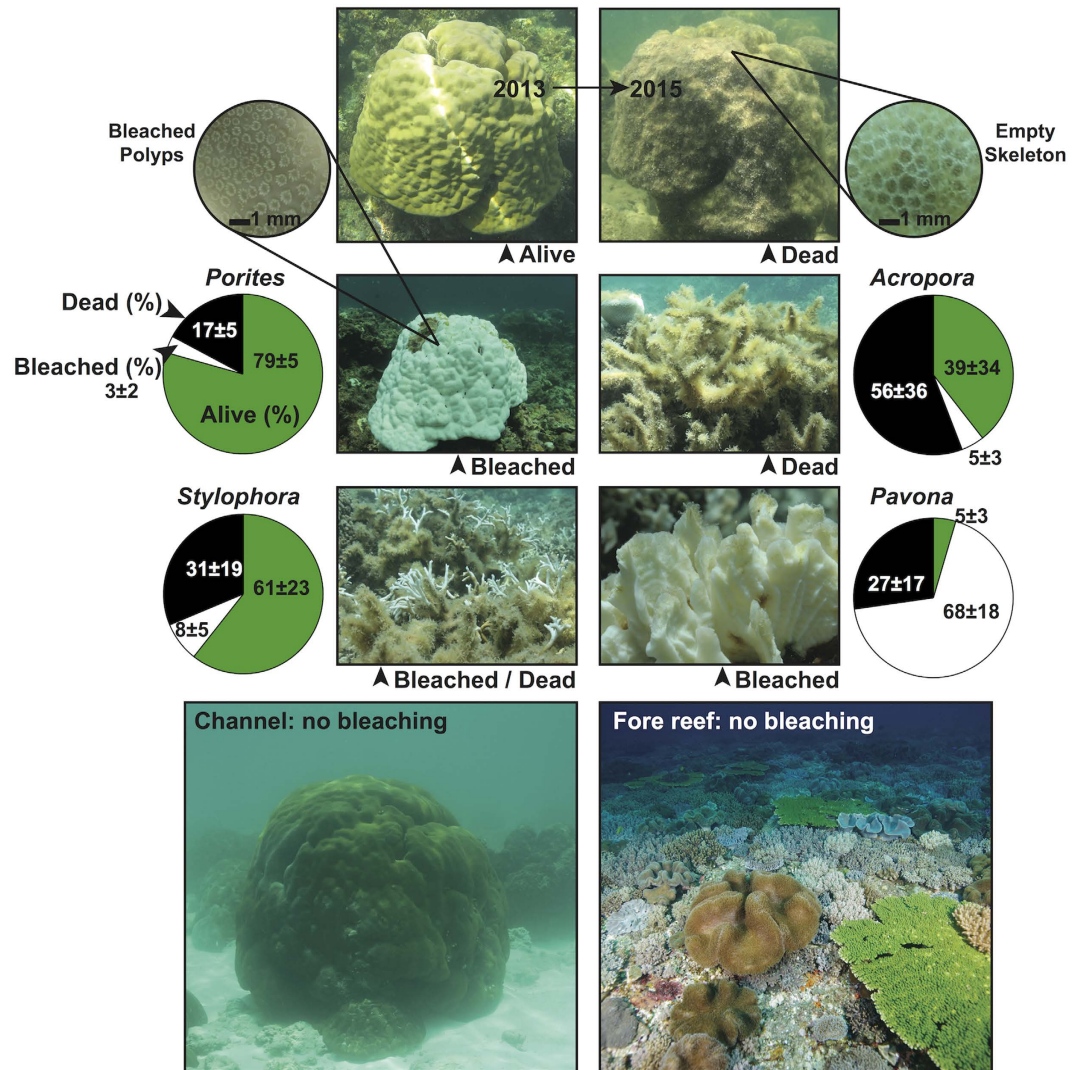 2013
2015
Bleached
Polyps
1 mm
Empty
Skeleton
1 mm
Alive
Dead
Porites
Dead (%)
17±5
79±5
Bleached (%)
3±2
Alive (%)
Bleached
Dead
Acropora
39±34
56±36
5±3
Stylophora
31±19
61±23
8±5
Bleached / Dead
Bleached
Pavona
5±3
27±17
68±18
Channel: no bleaching
Fore reef: no bleaching